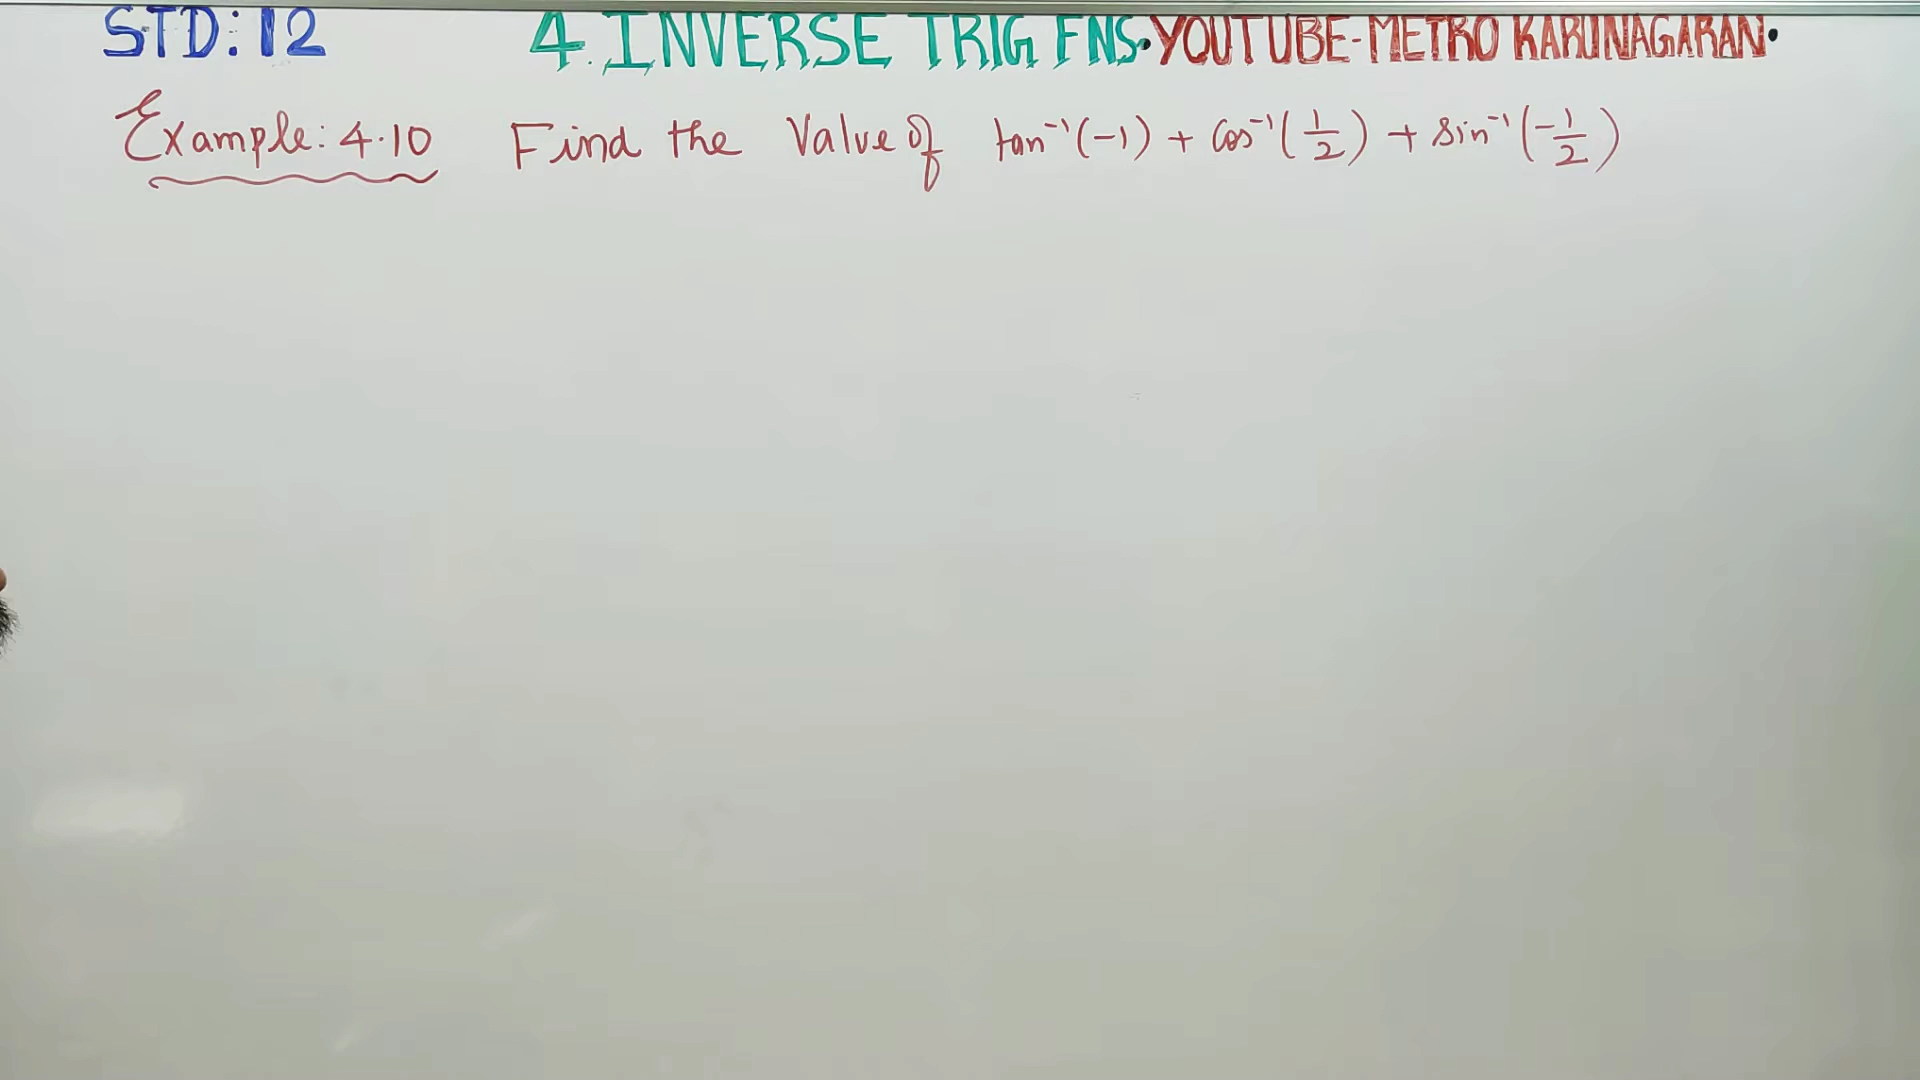 STD: 12 4. INVERSE TRIG FNS. YOUTUBE-METRO KARUNAGARAN.
Example: 4.10 Find the Value of tan⁻¹(-1) + cos⁻¹(1/2) + sin⁻¹(-1/2)